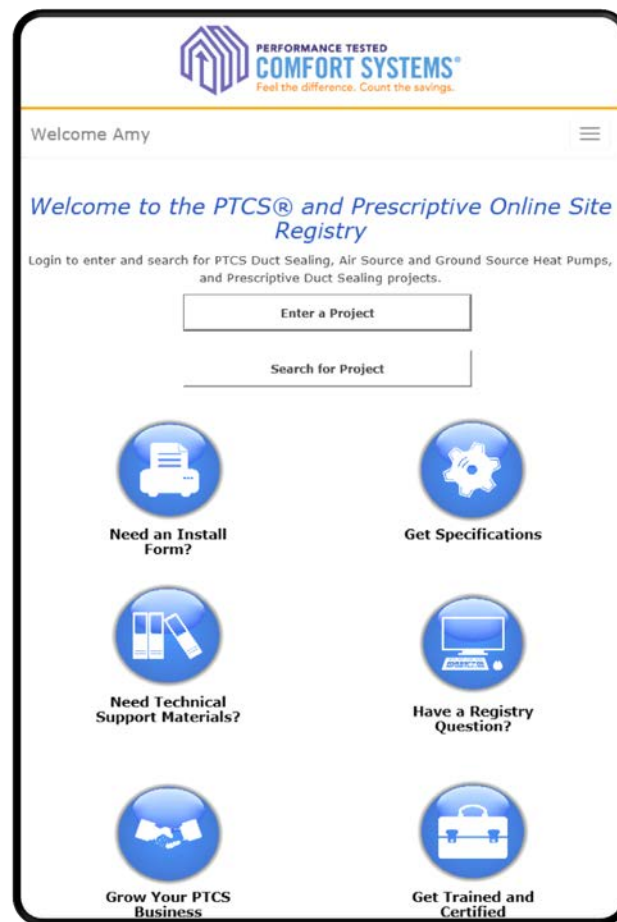 PERFORMANCE TESTED
COMFORT SYSTEMS®
Feel the difference. Count the savings.
Welcome Amy
Welcome to the PTCS® and Prescriptive Online Site
Registry
Login to enter and search for PTCS Duct Sealing, Air Source and Ground Source Heat Pumps,
and Prescriptive Duct Sealing projects.
Enter a Project
Search for Project
Need an Install
Form?
Get Specifications
Need Technical
Support Materials?
Have a Registry
Question?
Grow Your PTCS
Business
Get Trained and
Certified